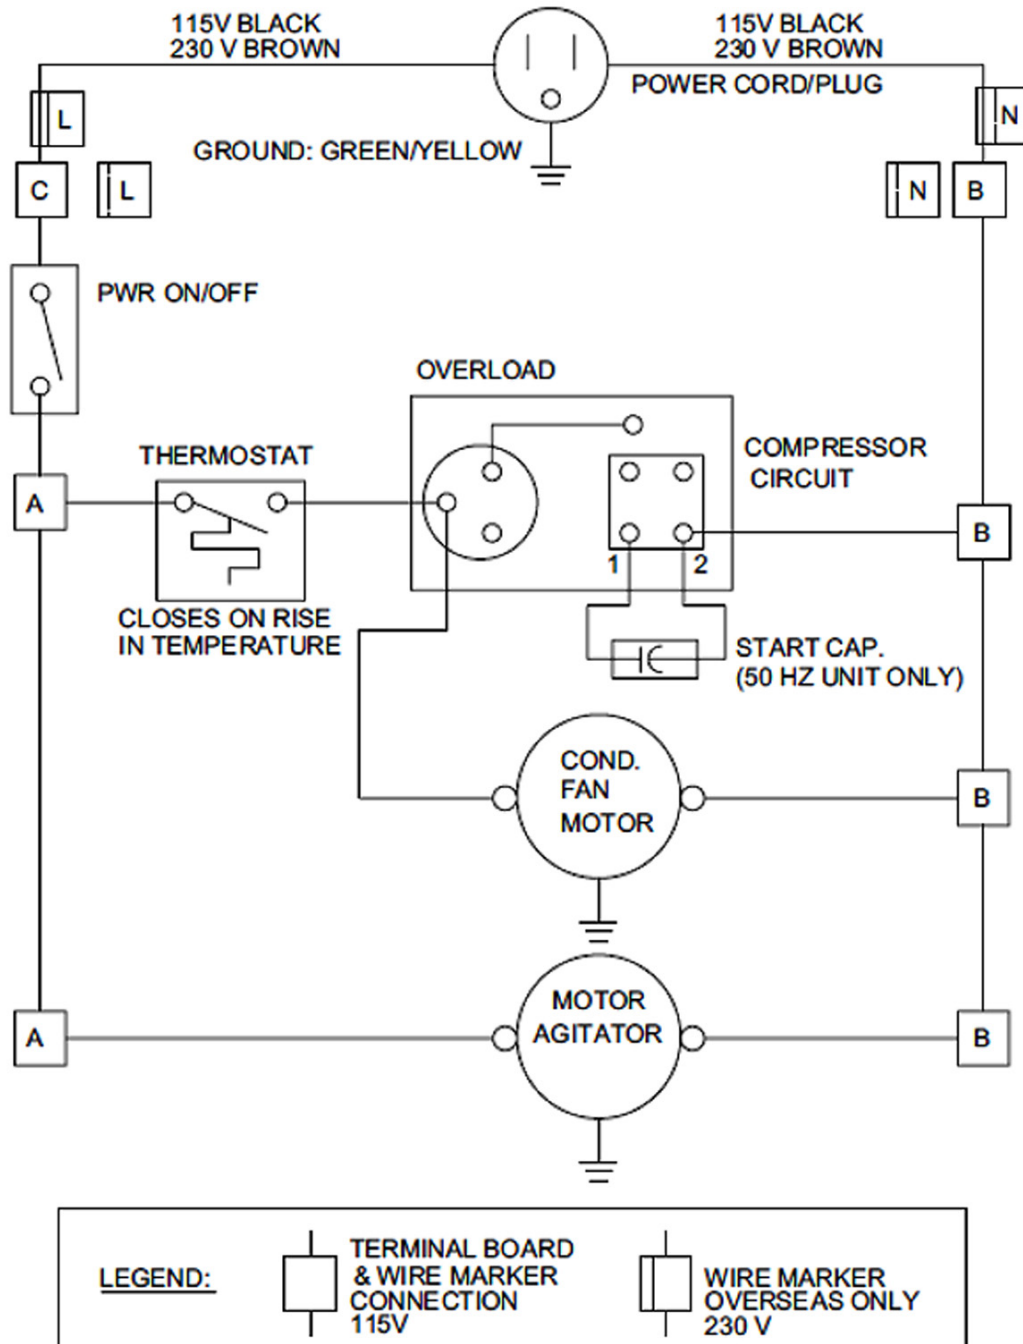 115V BLACK
230 V BROWN
115V BLACK
230 V BROWN
POWER CORD/PLUG
L
N
GROUND: GREEN/YELLOW
C
L
N
B
PWR ON/OFF
OVERLOAD
THERMOSTAT
COMPRESSOR
CIRCUIT
A
B
1
2
CLOSES ON RISE
IN TEMPERATURE
START CAP.
(50 HZ UNIT ONLY)
COND.
FAN
MOTOR
B
MOTOR
AGITATOR
A
B
LEGEND:
TERMINAL BOARD
& WIRE MARKER
CONNECTION
115V
WIRE MARKER
OVERSEAS ONLY
230 V